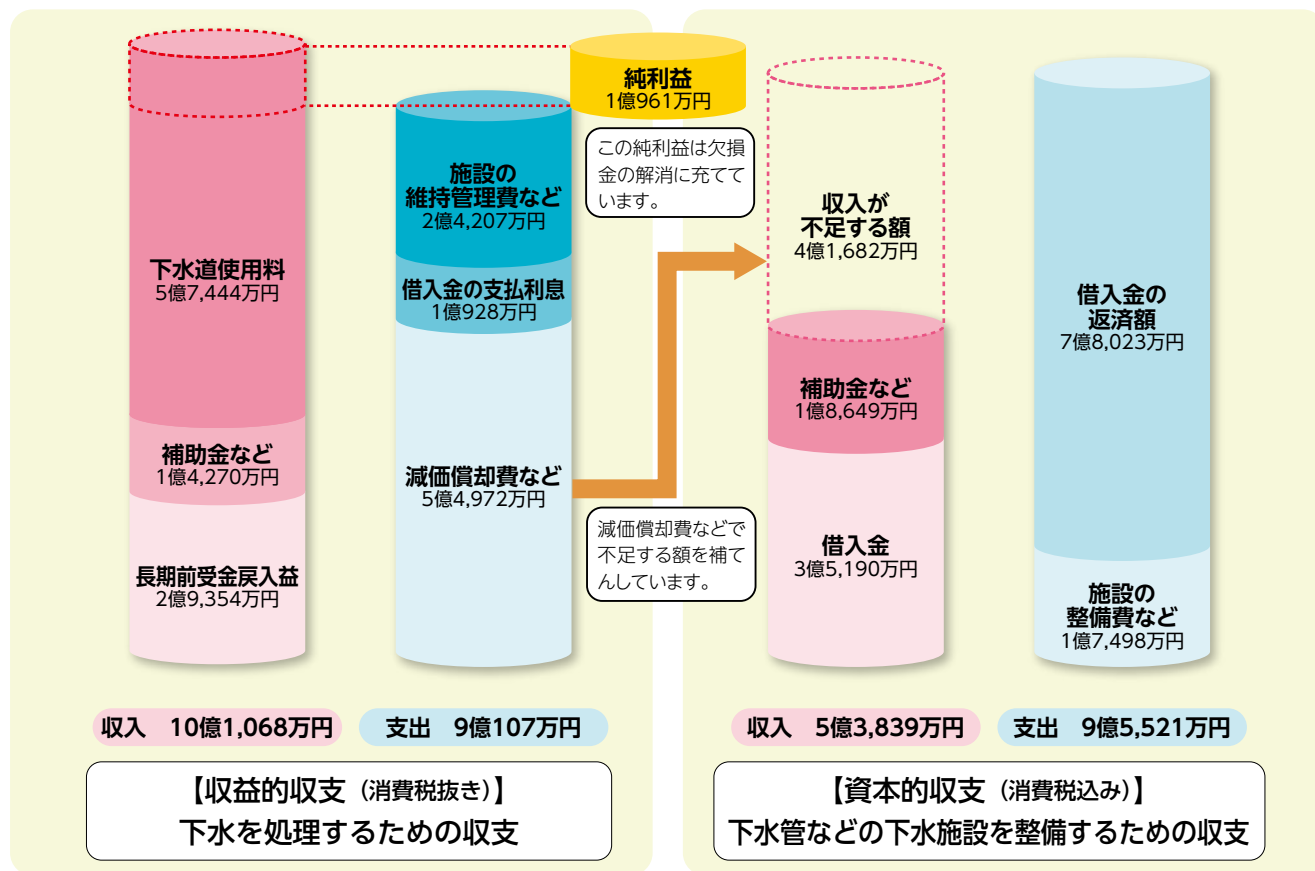 下水道使用料
5億7,444万円
補助金など
1億4,270万円
長期前受金戻入益
2億9,354万円
施設の
維持管理費など
2億4,207万円
借入金の支払利息
1億928万円
減価償却費など
5億4,972万円
純利益
1億961万円
この純利益は欠損
金の解消に充てて
います。
減価償却費などで
不足する額を補て
んしています。
収入 10億1,068万円
支出 9億107万円
【収益的収支（消費税抜き）】
下水を処理するための収支
収入が
不足する額
4億1,682万円
補助金など
1億8,649万円
借入金
3億5,190万円
借入金の
返済額
7億8,023万円
施設の
整備費など
1億7,498万円
収入 5億3,839万円
支出 9億5,521万円
【資本的収支（消費税込み）】
下水管などの下水施設を整備するための収支